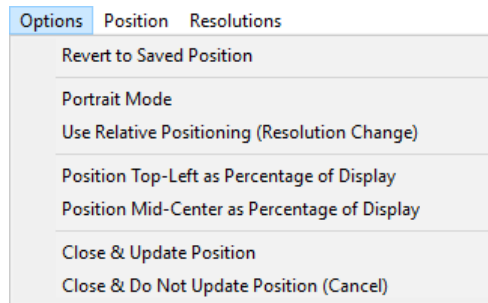 Options Position Resolutions
Revert to Saved Position
Portrait Mode
Use Relative Positioning (Resolution Change)
Position Top-Left as Percentage of Display
Position Mid-Center as Percentage of Display
Close & Update Position
Close & Do Not Update Position (Cancel)